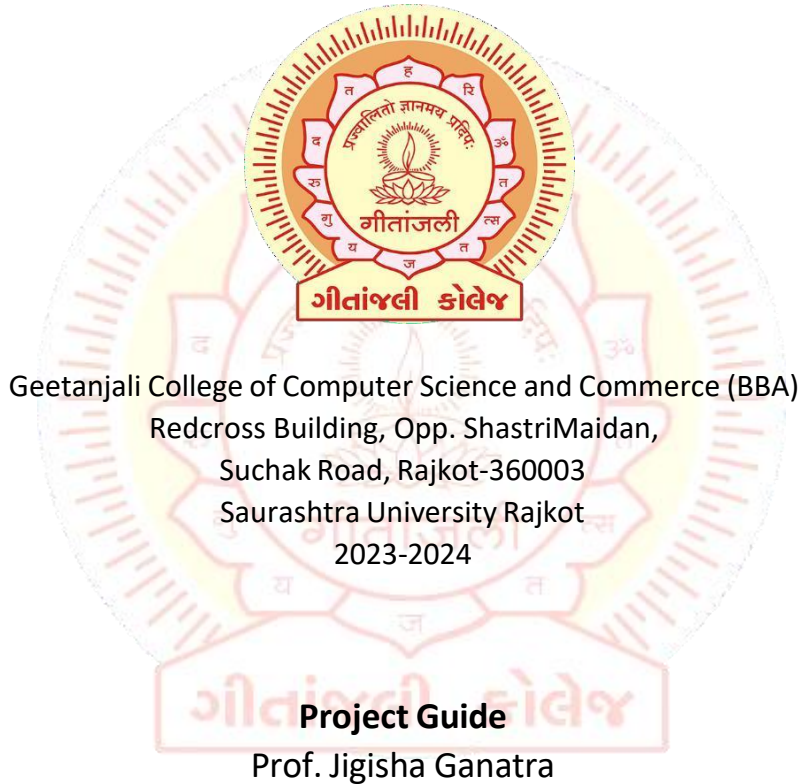 ह
रि
ॐ
त
त्स
त
ज
य
गु
रु
द
त
प्रज्वालितो ज्ञानमय प्रदिपः
गीतांजली
ગીતાંજલી કોલેજ
Geetanjali College of Computer Science and Commerce (BBA)
Redcross Building, Opp. ShastriMaidan,
Suchak Road, Rajkot-360003
Saurashtra University Rajkot
2023-2024
Project Guide
Prof. Jigisha Ganatra